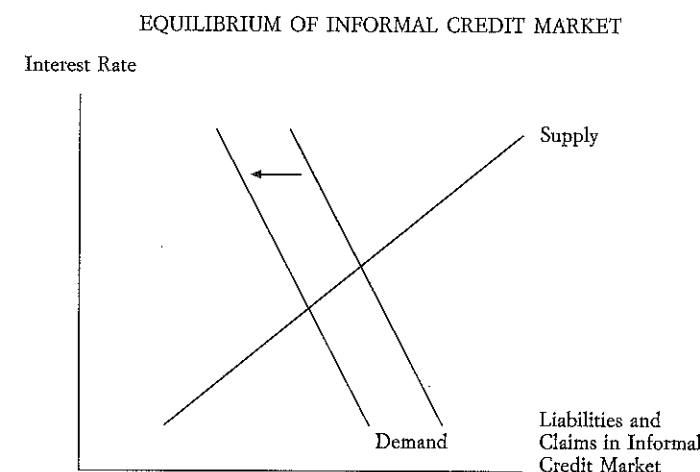 EQUILIBRIUM OF INFORMAL CREDIT MARKET
Interest Rate
Supply
Demand
Liabilities and
Claims in Informal
Credit Market